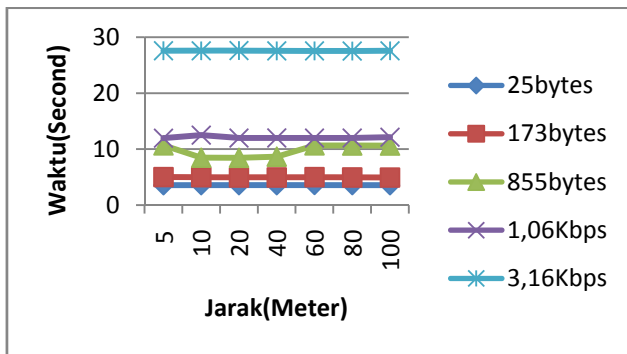 Waktu(Second)
30
20
10
0
5
10
20
40
60
80
100
Jarak(Meter)
25bytes
173bytes
855bytes
1,06Kbps
3,16Kbps